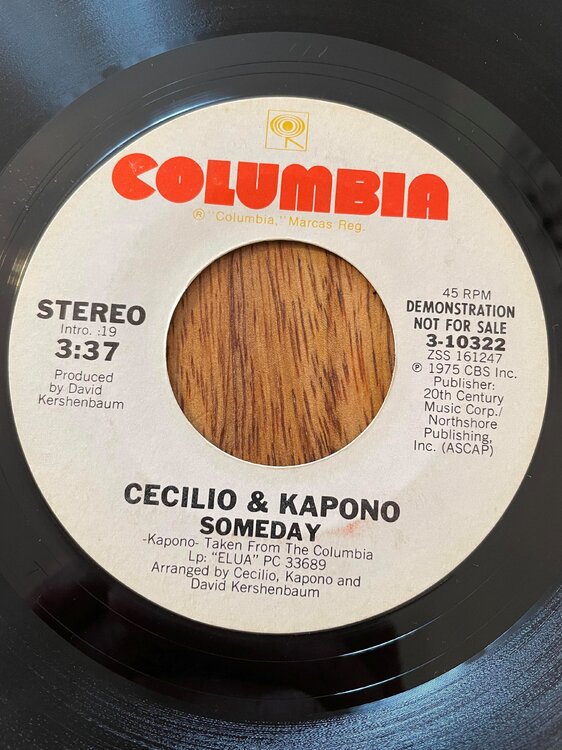 COLUMBIA
® "Columbia," Marcas Reg.
STEREO
Intro. :19
3:37
Produced
by David
Kershenbaum
45 RPM
DEMONSTRATION
NOT FOR SALE
3-10322
ZSS 161247
℗ 1975 CBS Inc.
Publisher:
20th Century
Music Corp./
Northshore
Publishing,
Inc. (ASCAP)
CECILIO & KAPONO
SOMEDAY
-Kapono- Taken From The Columbia
Lp: "ELUA" PC 33689
Arranged by Cecilio, Kapono and
David Kershenbaum